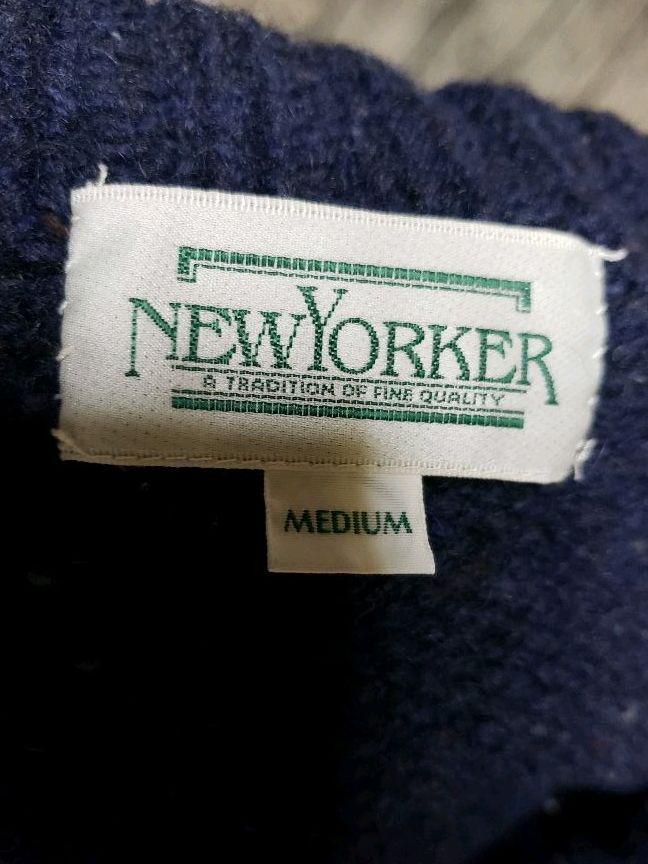 NEWYORKER
A TRADITION OF FINE QUALITY
MEDIUM